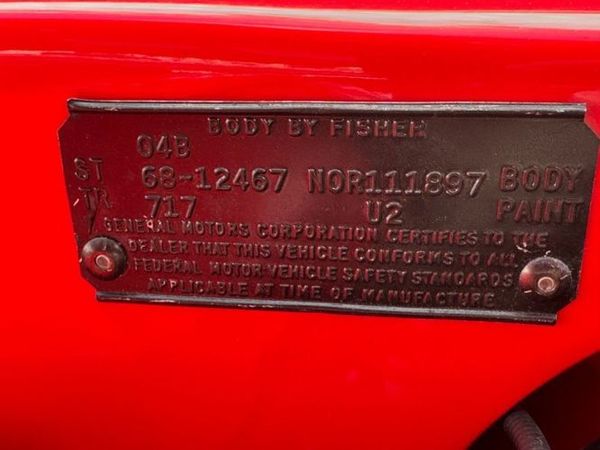 BODY BY FISHER
04B
ST 68-12467 NOR111897 BODY
TR 717 U2 PAINT
GENERAL MOTORS CORPORATION CERTIFIES TO THE
DEALER THAT THIS VEHICLE CONFORMS TO ALL
FEDERAL MOTOR VEHICLE SAFETY STANDARDS
APPLICABLE AT TIME OF MANUFACTURE